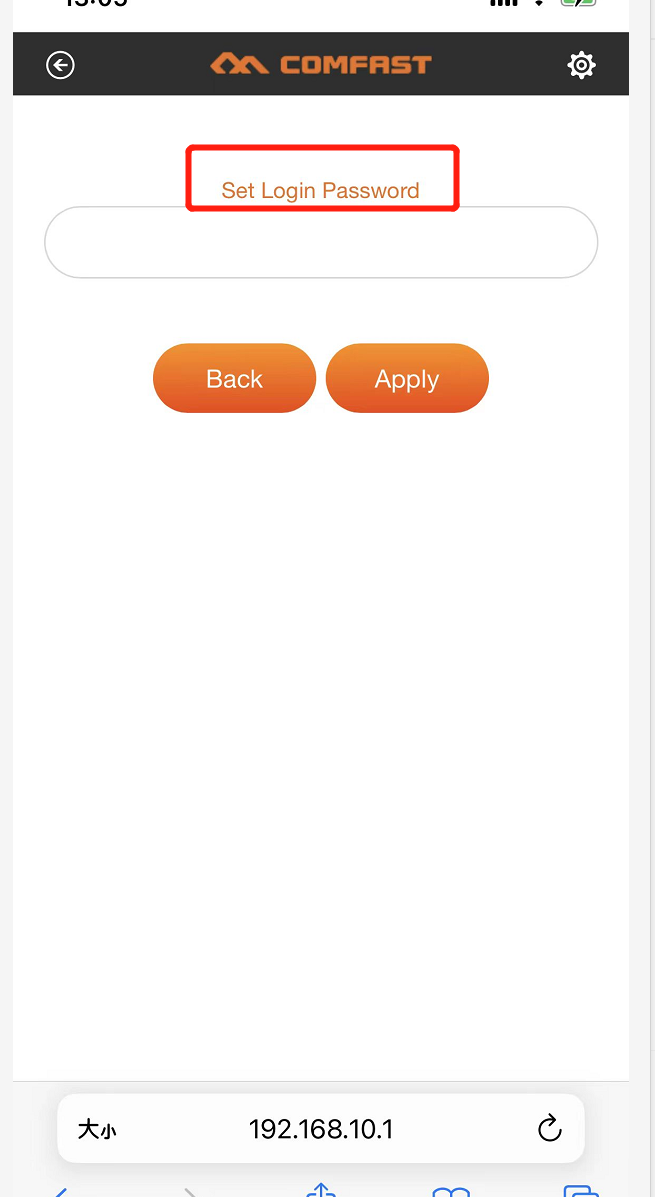 COMFAST
Set Login Password
Back Apply
大小 192.168.10.1